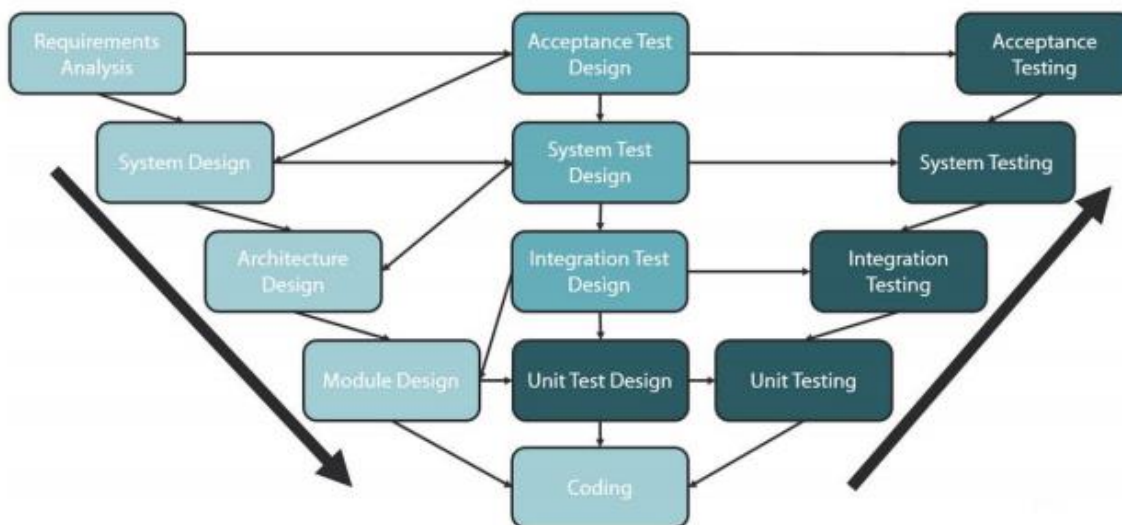 Requirements
Analysis
Acceptance Test
Design
Acceptance
Testing
System Design
System Test
Design
System Testing
Architecture
Design
Integration Test
Design
Integration
Testing
Module Design
Unit Test Design
Unit Testing
Coding